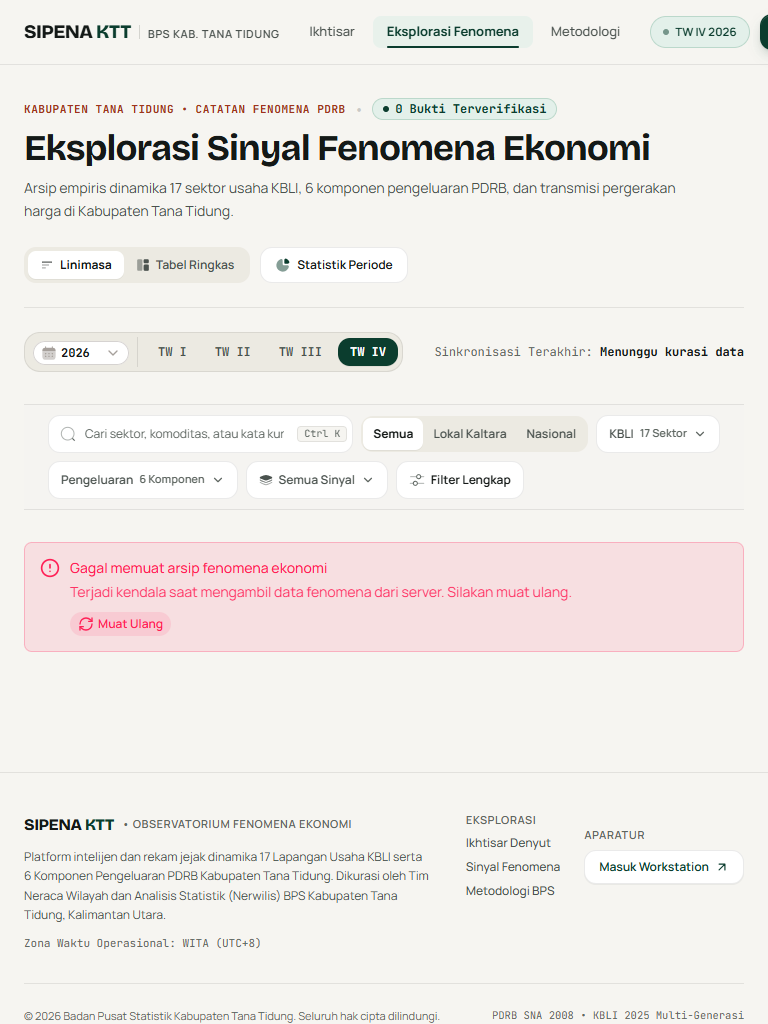 SIPENA KTT BPS KAB. TANA TIDUNG Ikhtisar Eksplorasi Fenomena Metodologi TW IV 2026
KABUPATEN TANA TIDUNG • CATATAN FENOMENA PDRB • 0 Bukti Terverifikasi
Eksplorasi Sinyal Fenomena Ekonomi
Arsip empiris dinamika 17 sektor usaha KBLI, 6 komponen pengeluaran PDRB, dan transmisi pergerakan
harga di Kabupaten Tana Tidung.
Linimasa Tabel Ringkas Statistik Periode
2026 TW I TW II TW III TW IV Sinkronisasi Terakhir: Menunggu kurasi data
Cari sektor, komoditas, atau kata kur Ctrl K Semua Lokal Kaltara Nasional KBLI 17 Sektor
Pengeluaran 6 Komponen Semua Sinyal Filter Lengkap
Gagal memuat arsip fenomena ekonomi
Terjadi kendala saat mengambil data fenomena dari server. Silakan muat ulang.
Muat Ulang
SIPENA KTT • OBSERVATORIUM FENOMENA EKONOMI
Platform intelijen dan rekam jejak dinamika 17 Lapangan Usaha KBLI serta
6 Komponen Pengeluaran PDRB Kabupaten Tana Tidung. Dikurasi oleh Tim
Neraca Wilayah dan Analisis Statistik (Nerwilis) BPS Kabupaten Tana
Tidung, Kalimantan Utara.
Zona Waktu Operasional: WITA (UTC+8)
EKSPLORASI
Ikhtisar Denyut
Sinyal Fenomena
Metodologi BPS
APARATUR
Masuk Workstation
© 2026 Badan Pusat Statistik Kabupaten Tana Tidung. Seluruh hak cipta dilindungi.
PDRB SNA 2008 • KBLI 2025 Multi-Generasi